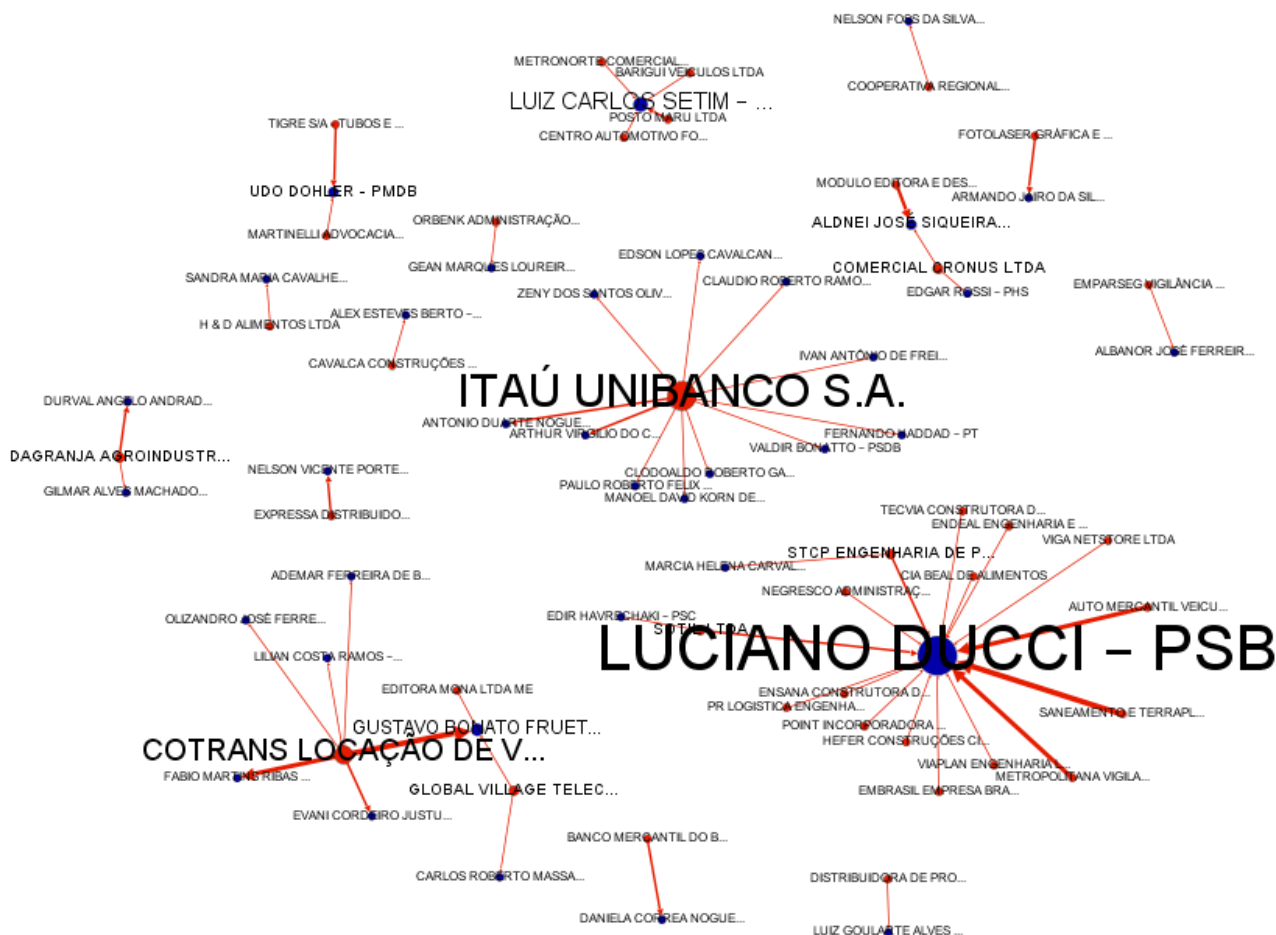 NELSON FOPS DA SILVA...
METRONORTE COMERCIAL...
BARIGUI VEICULOS LTDA
COOPERATIVA REGIONAL...
LUIZ CARLOS SETIM – ...
POSTO MARU LTDA
TIGRE S/A - TUBOS E ...
CENTRO AUTOMOTIVO FO...
FOTOLASER GRÁFICA E ...
MODULO EDITORA E DES...
UDO DOHLER - PMDB
ARMANDO JAIRO DA SIL...
ORBENK ADMINISTRAÇÃO...
ALDNEI JOSÉ SIQUEIRA...
MARTINELLI ADVOCACIA...
EDSON LOPES CAVALCAN...
GEAN MARQUES LOUREIR...
COMERCIAL CRONUS LTDA
SANDRA MARIA CAVALHE...
CLAUDIO ROBERTO RAMO...
EMPARSEG VIGILÂNCIA ...
ZENY DOS SANTOS OLIV...
EDGAR ROSSI – PHS
ALEX ESTEVES BERTO –...
H & D ALIMENTOS LTDA
ALBANOR JOSÉ FERREIR...
IVAN ANTÔNIO DE FREI...
CAVALCA CONSTRUÇÕES ...
ITAÚ UNIBANCO S.A.
DURVAL ANGELO ANDRAD...
ANTONIO DUARTE NOGUE...
ARTHUR VIRGILIO DO C...
FERNANDO HADDAD – PT
VALDIR BONATTO – PSDB
DAGRANJA AGROINDUSTR...
NELSON VICENTE PORTE...
CLODOALDO ROBERTO GA...
PAULO ROBERTO FELIX ...
GILMAR ALVES MACHADO...
MANOEL DAVID KORN DE...
TECVIA CONSTRUTORA D...
EXPRESSA DISTRIBUIDO...
ENDEAL ENGENHARIA E ...
VIGA NETSTORE LTDA
STCP ENGENHARIA DE P...
MARCIA HELENA CARVAL...
ADEMAR FERREIRA DE B...
CIA BEAL DE ALIMENTOS
NEGRESCO ADMINISTRAÇ...
AUTO MERCANTIL VEICU...
EDIR HAVRECHAKI – PSC
OLIZANDRO JOSÉ FERRE...
SOTIL LTDA
LUCIANO DUCCI – PSB
LILIAN COSTA RAMOS –...
EDITORA MONA LTDA ME
ENSANA CONSTRUTORA D...
PR LOGISTICA ENGENHA...
SANEAMENTO E TERRAPL...
GUSTAVO BONATO FRUET...
POINT INCORPORADORA ...
HEFER CONSTRUÇÕES CI...
COTRANS LOCAÇÃO DE V...
VIAPLAN ENGENHARIA L...
FABIO MARTINS RIBAS ...
METROPOLITANA VIGILA...
GLOBAL VILLAGE TELEC...
EMBRASIL EMPRESA BRA...
EVANI CORDEIRO JUSTU...
BANCO MERCANTIL DO B...
CARLOS ROBERTO MASSA...
DISTRIBUIDORA DE PRO...
DANIELA CORREA NOGUE...
LUIZ GOULARTE ALVES ...